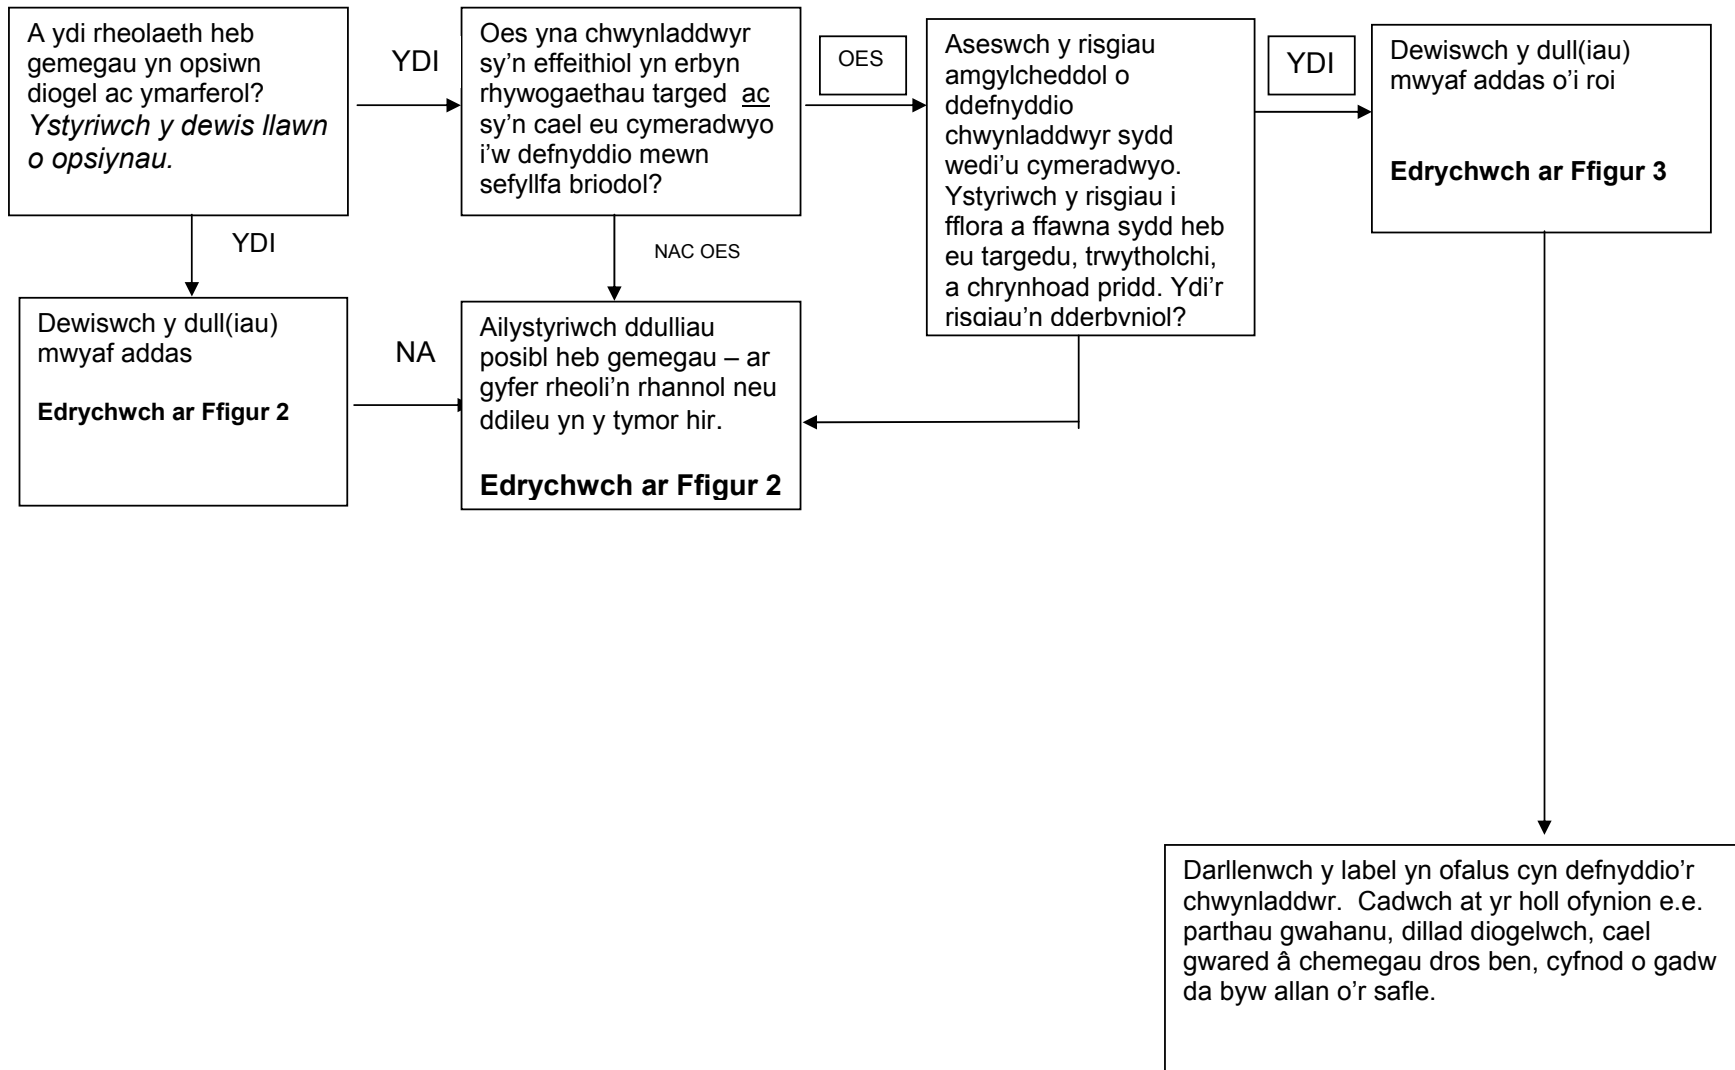 A ydi rheolaeth heb
gemegau yn opsiwn
diogel ac ymarferol?
Ystyriwch y dewis llawn
o opsiynau.
YDI
YDI
Oes yna chwynladdwyr
sy'n effeithiol yn erbyn
rhywogaethau targed ac
sy'n cael eu cymeradwyo
i'w defnyddio mewn
sefyllfa briodol?
OES
NAC OES
Aseswch y risgiau
amgylcheddol o
ddefnyddio
chwynladdwyr sydd
wedi'u cymeradwyo.
Ystyriwch y risgiau i
fflora a ffawna sydd heb
eu targedu, trwytholchi,
a chrynhoad pridd. Ydi'r
risgiau'n dderbyniol?
YDI
Dewiswch y dull(iau)
mwyaf addas o'i roi
Edrychwch ar Ffigur 3
Dewiswch y dull(iau)
mwyaf addas
Edrychwch ar Ffigur 2
NA
Ailystyriwch ddulliau
posibl heb gemegau – ar
gyfer rheoli'n rhannol neu
ddileu yn y tymor hir.
Edrychwch ar Ffigur 2
Darllenwch y label yn ofalus cyn defnyddio'r
chwynladdwr. Cadwch at yr holl ofynion e.e.
parthau gwahanu, dillad diogelwch, cael
gwared â chemegau dros ben, cyfnod o gadw
da byw allan o'r safle.